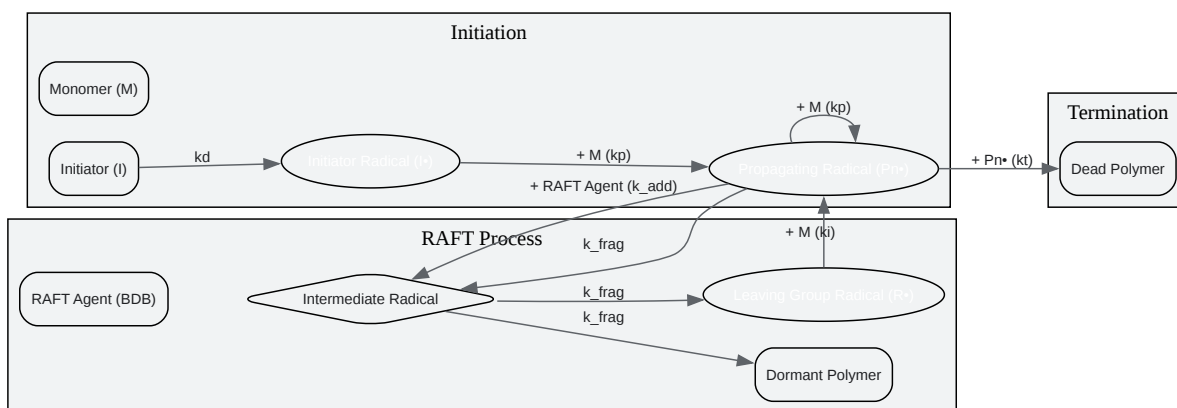 Initiation
Monomer (M)
+ M (kp)
Termination
Initiator (I)
kd
Initiator Radical (I•)
+ M (kp)
Propagating Radical (Pn•)
+ Pn• (kt)
Dead Polymer
+ RAFT Agent (k_add)
RAFT Process
k_frag
+ M (ki)
RAFT Agent (BDB)
Intermediate Radical
k_frag
Leaving Group Radical (R•)
k_frag
Dormant Polymer